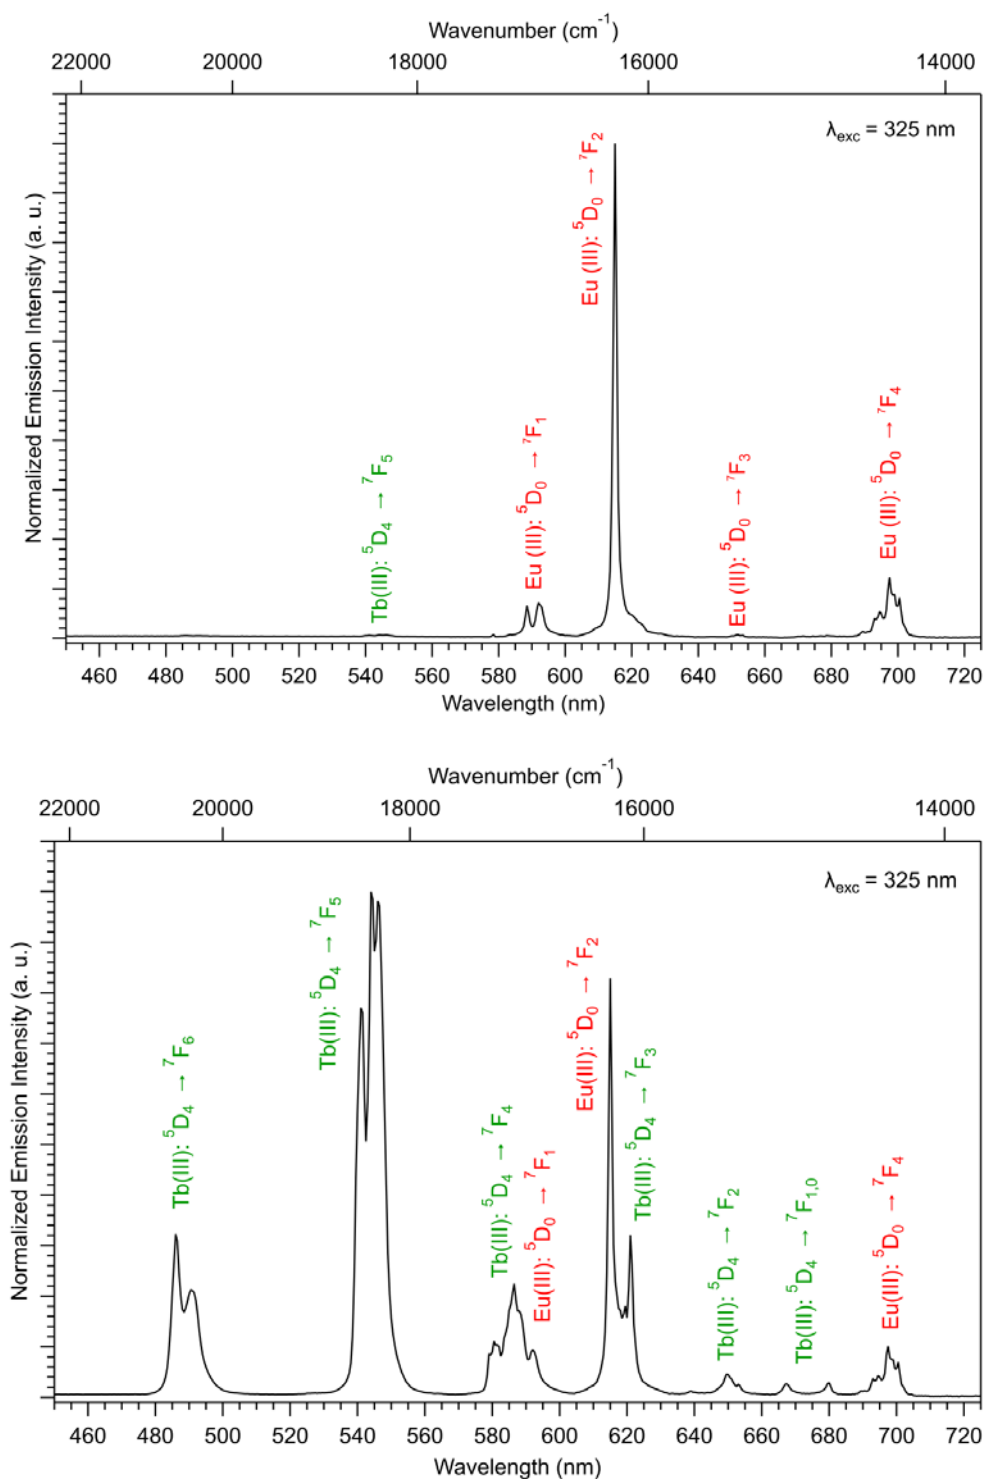 Wavenumber (cm⁻¹)
22000 20000 18000 16000 14000
λexc = 325 nm
Normalized Emission Intensity (a. u.)
Tb(III): ⁵D₄ → ⁷F₅
Eu (III): ⁵D₀ → ⁷F₁
Eu (III): ⁵D₀ → ⁷F₂
Eu (III): ⁵D₀ → ⁷F₃
Eu (III): ⁵D₀ → ⁷F₄
460 480 500 520 540 560 580 600 620 640 660 680 700 720
Wavelength (nm)
Wavenumber (cm⁻¹)
22000 20000 18000 16000 14000
λexc = 325 nm
Normalized Emission Intensity (a. u.)
Tb(III): ⁵D₄ → ⁷F₆
Tb(III): ⁵D₄ → ⁷F₅
Tb(III): ⁵D₄ → ⁷F₄
Eu(III): ⁵D₀ → ⁷F₁
Eu(III): ⁵D₀ → ⁷F₂
Tb(III): ⁵D₄ → ⁷F₃
Tb(III): ⁵D₄ → ⁷F₂
Tb(III): ⁵D₄ → ⁷F₁,₀
Eu(III): ⁵D₀ → ⁷F₄
460 480 500 520 540 560 580 600 620 640 660 680 700 720
Wavelength (nm)